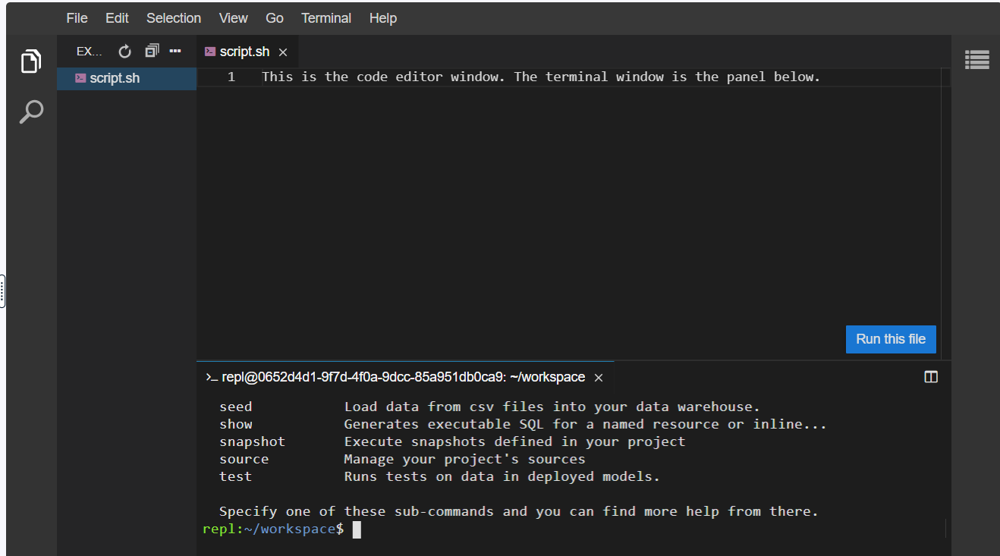 File Edit Selection View Go Terminal Help
EX...
script.sh
script.sh
1 This is the code editor window. The terminal window is the panel below.
Run this file
>_ repl@0652d4d1-9f7d-4f0a-9dcc-85a951db0ca9: ~/workspace
seed Load data from csv files into your data warehouse.
show Generates executable SQL for a named resource or inline...
snapshot Execute snapshots defined in your project
source Manage your project's sources
test Runs tests on data in deployed models.
Specify one of these sub-commands and you can find more help from there.
repl:~/workspace$